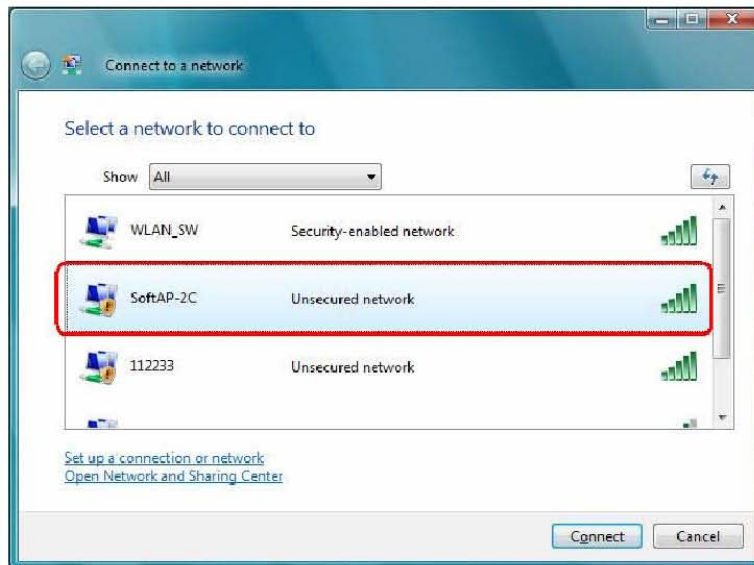 Connect to a network
Select a network to connect to
Show All
WLAN_SW Security-enabled network
SoftAP-2C Unsecured network
112233 Unsecured network
Set up a connection or network
Open Network and Sharing Center
Connect Cancel